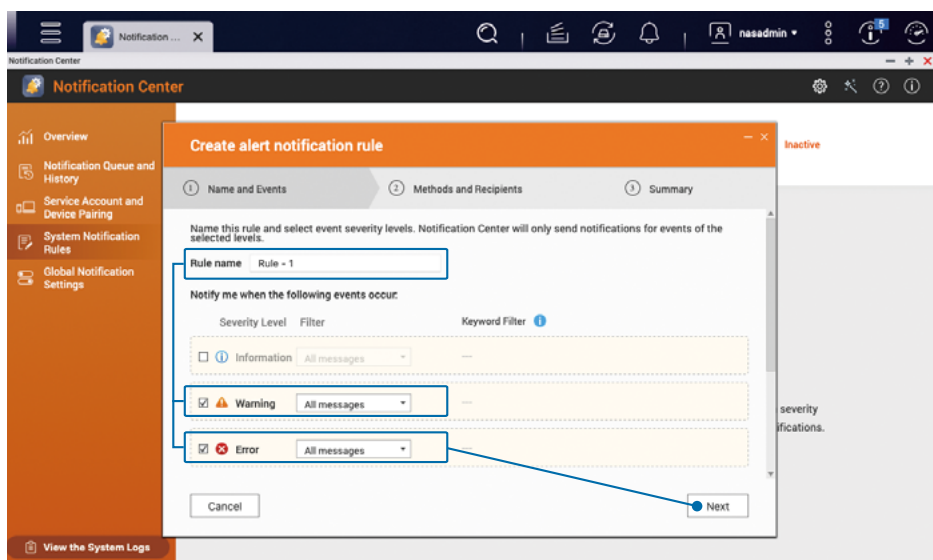 Notification ... X
nasadmin
5
Notification Center
Notification Center
Overview
Notification Queue and
History
Service Account and
Device Pairing
System Notification
Rules
Global Notification
Settings
View the System Logs
Inactive
Create alert notification rule
1 Name and Events
2 Methods and Recipients
3 Summary
Name this rule and select event severity levels. Notification Center will only send notifications for events of the
selected levels.
Rule name Rule - 1
Notify me when the following events occur:
Severity Level Filter Keyword Filter
Information All messages ---
Warning All messages ---
Error All messages ---
Cancel Next
severity
ifications.